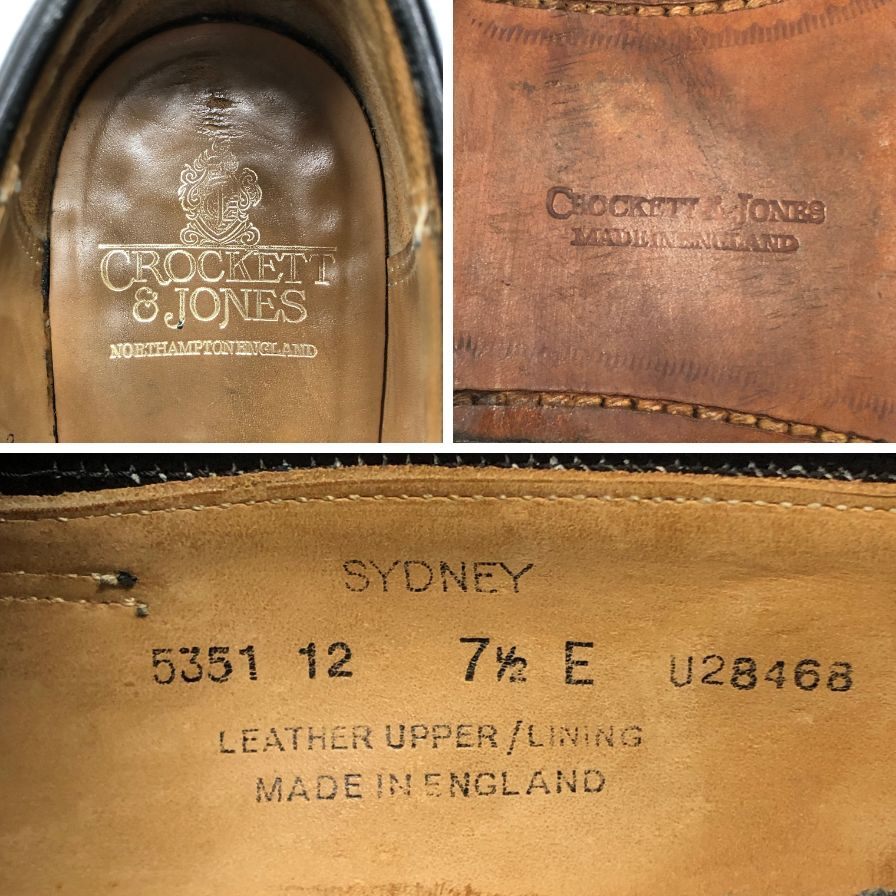 CROCKETT
& JONES
NORTHAMPTON ENGLAND
CROCKETT & JONES
MADE IN ENGLAND
SYDNEY
5351 12 7½ E U28468
LEATHER UPPER/LINING
MADE IN ENGLAND